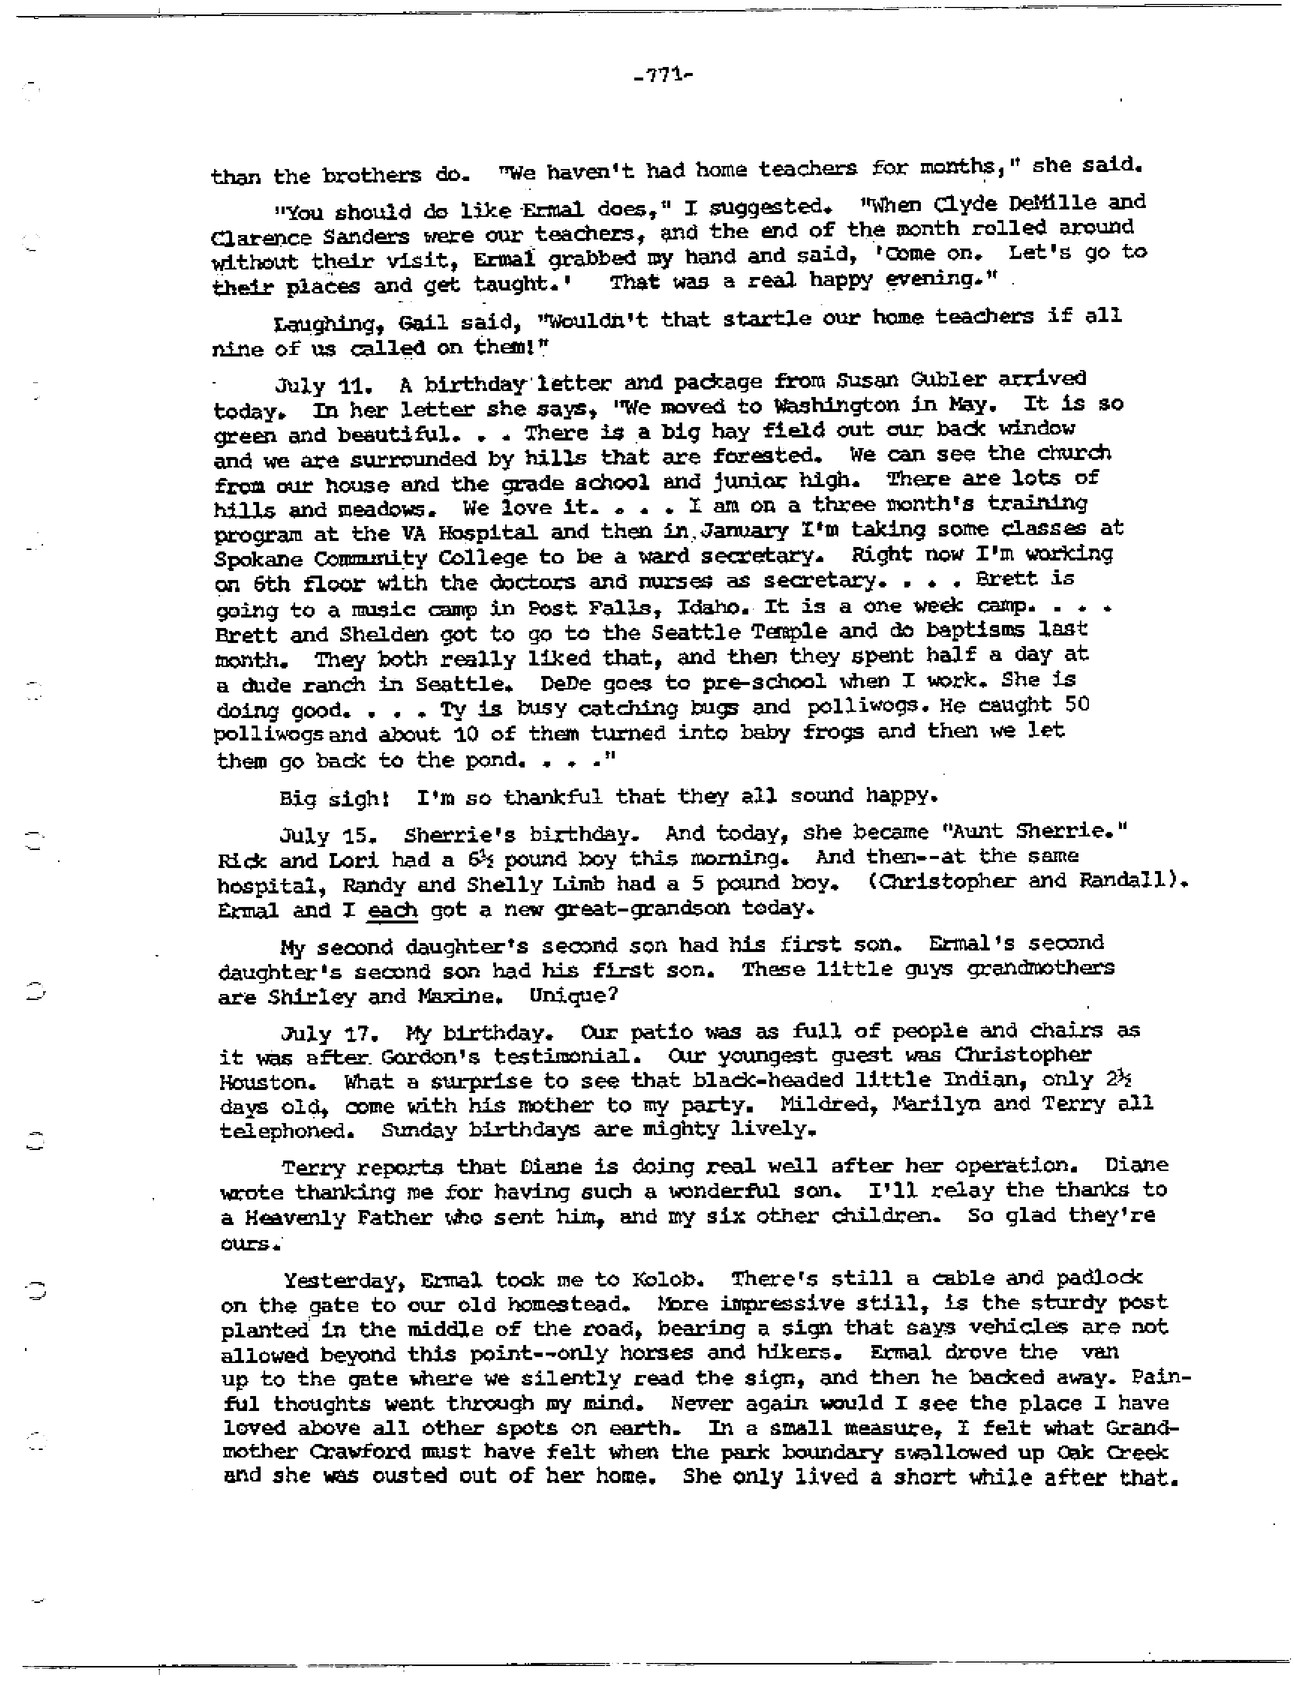 -771-
than the brothers do. "We haven't had home teachers for months," she said.
"You should do like Ermal does," I suggested. "When Clyde DeMille and
Clarence Sanders were our teachers, and the end of the month rolled around
without their visit, Ermal grabbed my hand and said, 'Come on. Let's go to
their places and get taught.' That was a real happy evening."
Laughing, Gail said, "Wouldn't that startle our home teachers if all
nine of us called on them!"
July 11. A birthday letter and package from Susan Gubler arrived
today. In her letter she says, "We moved to Washington in May. It is so
green and beautiful. . . There is a big hay field out our back window
and we are surrounded by hills that are forested. We can see the church
from our house and the grade school and junior high. There are lots of
hills and meadows. We love it. . . . I am on a three month's training
program at the VA Hospital and then in January I'm taking some classes at
Spokane Community College to be a ward secretary. Right now I'm working
on 6th floor with the doctors and nurses as secretary. . . . Brett is
going to a music camp in Post Falls, Idaho. It is a one week camp. . . .
Brett and Shelden got to go to the Seattle Temple and do baptisms last
month. They both really liked that, and then they spent half a day at
a dude ranch in Seattle. DeDe goes to pre-school when I work. She is
doing good. . . . Ty is busy catching bugs and polliwogs. He caught 50
polliwogs and about 10 of them turned into baby frogs and then we let
them go back to the pond. . . ."
Big sigh! I'm so thankful that they all sound happy.
July 15. Sherrie's birthday. And today, she became "Aunt Sherrie."
Rick and Lori had a 6½ pound boy this morning. And then--at the same
hospital, Randy and Shelly Limb had a 5 pound boy. (Christopher and Randall).
Ermal and I each got a new great-grandson today.
My second daughter's second son had his first son. Ermal's second
daughter's second son had his first son. These little guys grandmothers
are Shirley and Maxine. Unique?
July 17. My birthday. Our patio was as full of people and chairs as
it was after Gordon's testimonial. Our youngest guest was Christopher
Houston. What a surprise to see that black-headed little Indian, only 2½
days old, come with his mother to my party. Mildred, Marilyn and Terry all
telephoned. Sunday birthdays are mighty lively.
Terry reports that Diane is doing real well after her operation. Diane
wrote thanking me for having such a wonderful son. I'll relay the thanks to
a Heavenly Father who sent him, and my six other children. So glad they're
ours.
Yesterday, Ermal took me to Kolob. There's still a cable and padlock
on the gate to our old homestead. More impressive still, is the sturdy post
planted in the middle of the road, bearing a sign that says vehicles are not
allowed beyond this point--only horses and hikers. Ermal drove the van
up to the gate where we silently read the sign, and then he backed away. Pain-
ful thoughts went through my mind. Never again would I see the place I have
loved above all other spots on earth. In a small measure, I felt what Grand-
mother Crawford must have felt when the park boundary swallowed up Oak Creek
and she was ousted out of her home. She only lived a short while after that.